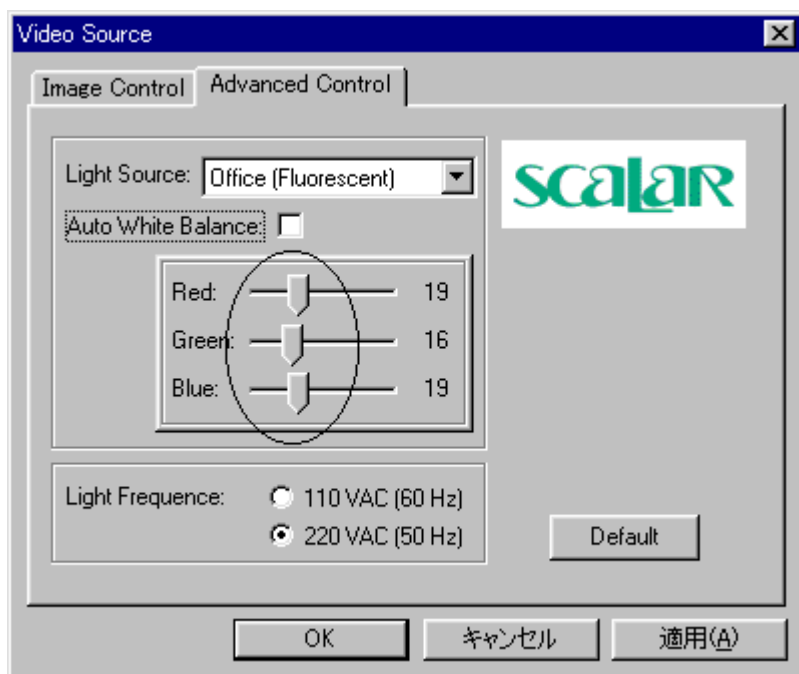 Video Source
Image Control Advanced Control
Light Source: Office (Fluorescent)
scalar
Auto White Balance:
Red: 19
Green: 16
Blue: 19
Light Frequence: 110 VAC (60 Hz)
220 VAC (50 Hz)
Default
OK キャンセル 適用(A)